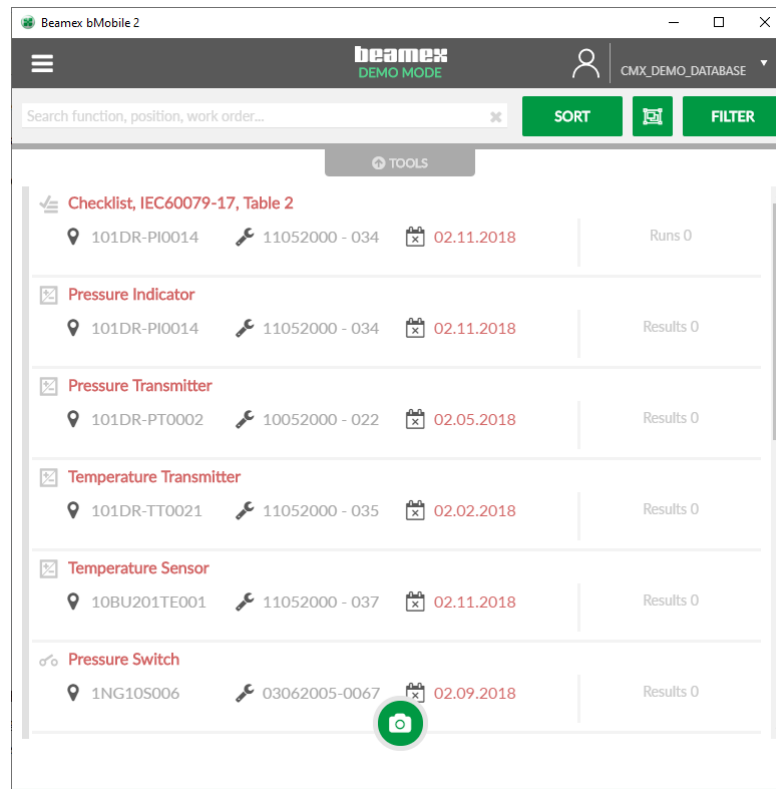 Beamex bMobile 2
beamex
DEMO MODE
CMX_DEMO_DATABASE
Search function, position, work order...
SORT
FILTER
TOOLS
Checklist, IEC60079-17, Table 2
101DR-PI0014 11052000 - 034 02.11.2018 Runs 0
Pressure Indicator
101DR-PI0014 11052000 - 034 02.11.2018 Results 0
Pressure Transmitter
101DR-PT0002 10052000 - 022 02.05.2018 Results 0
Temperature Transmitter
101DR-TT0021 11052000 - 035 02.02.2018 Results 0
Temperature Sensor
10BU201TE001 11052000 - 037 02.11.2018 Results 0
Pressure Switch
1NG10S006 03062005-0067 02.09.2018 Results 0